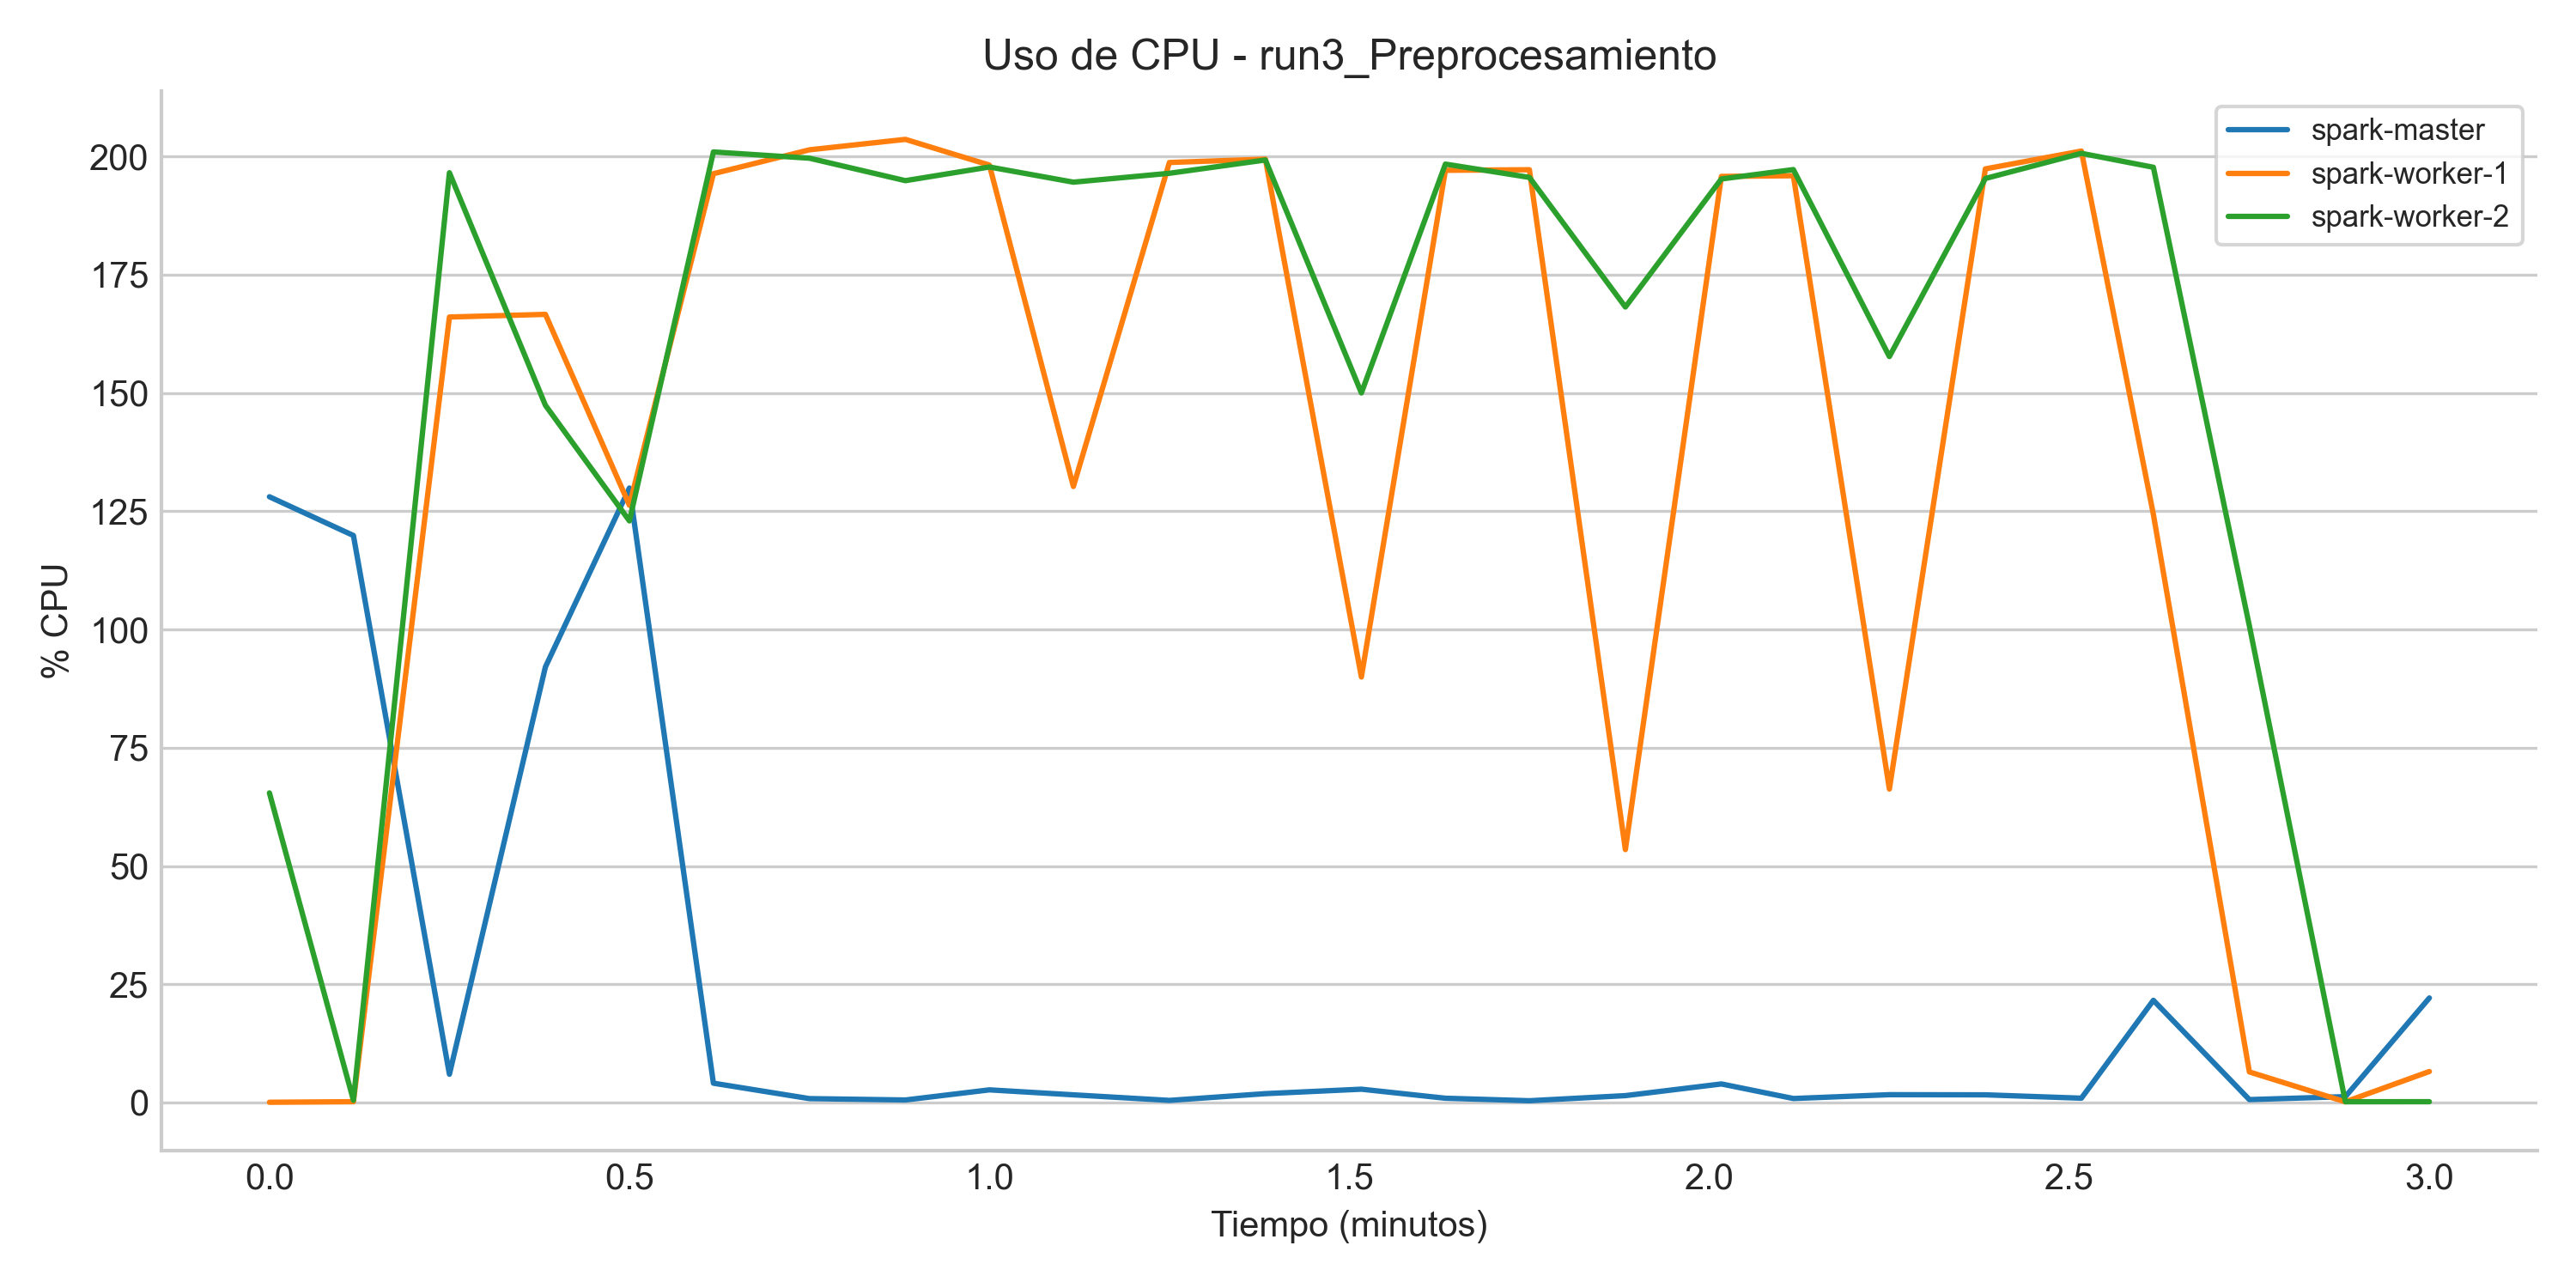 Uso de CPU - run3_Preprocesamiento
spark-master
spark-worker-1
spark-worker-2
200
175
150
125
100
75
50
25
0
% CPU
0.0 0.5 1.0 1.5 2.0 2.5 3.0
Tiempo (minutos)